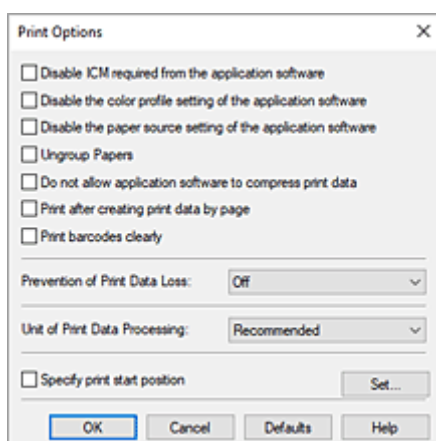 Print Options
Disable ICM required from the application software
Disable the color profile setting of the application software
Disable the paper source setting of the application software
Ungroup Papers
Do not allow application software to compress print data
Print after creating print data by page
Print barcodes clearly
Prevention of Print Data Loss: Off
Unit of Print Data Processing: Recommended
Specify print start position Set...
OK Cancel Defaults Help